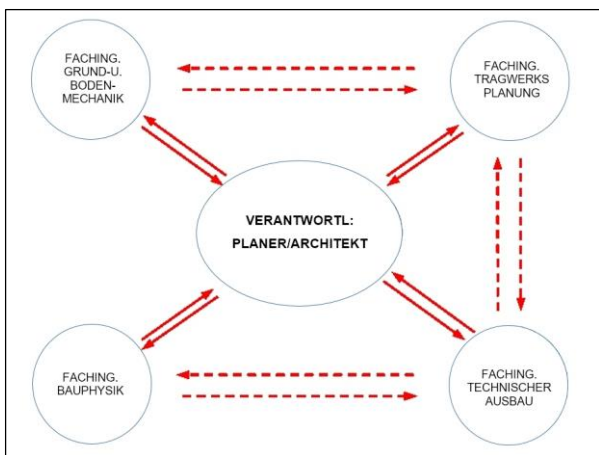 FACHING.
GRUND-U.
BODEN-
MECHANIK
FACHING.
TRAGWERKS
PLANUNG
VERANTWORTL:
PLANER/ARCHITEKT
FACHING.
BAUPHYSIK
FACHING.
TECHNISCHER
AUSBAU